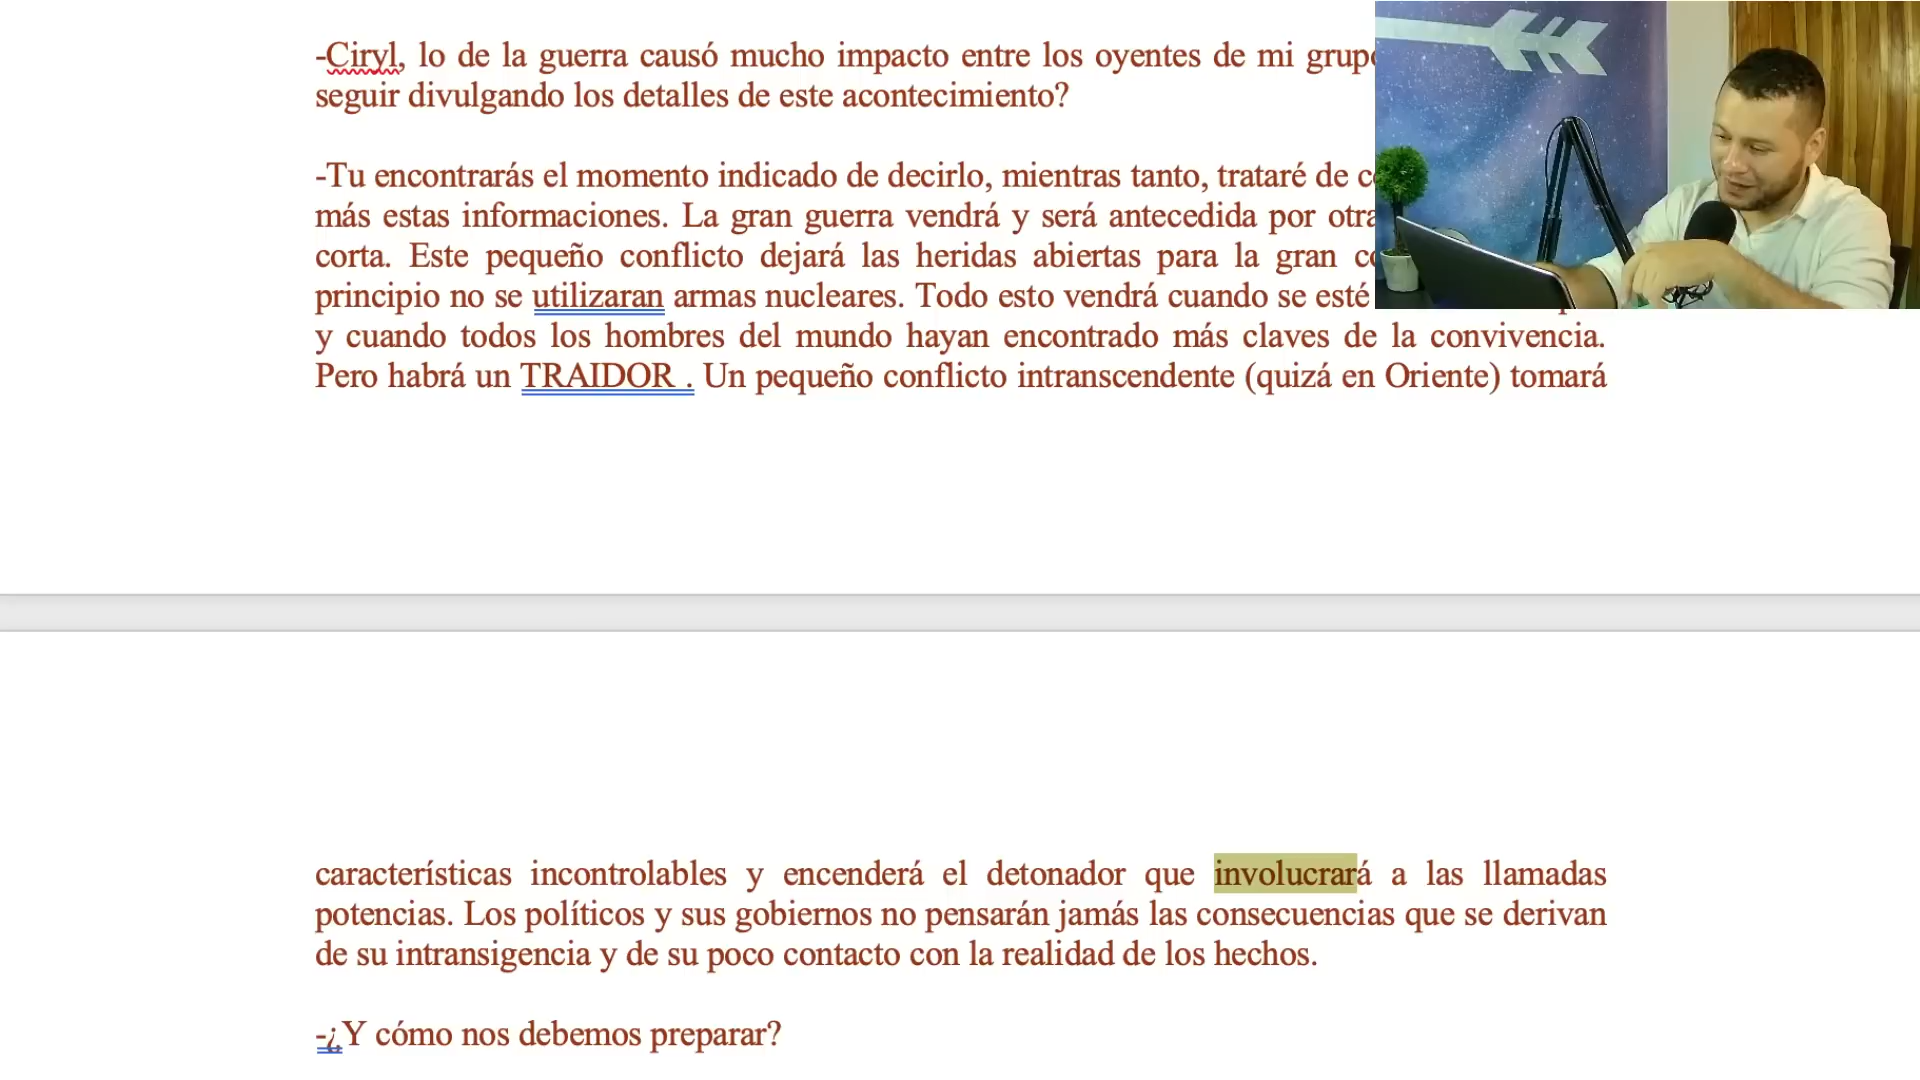 -Ciryl, lo de la guerra causó mucho impacto entre los oyentes de mi grupo
seguir divulgando los detalles de este acontecimiento?
-Tu encontrarás el momento indicado de decirlo, mientras tanto, trataré de
más estas informaciones. La gran guerra vendrá y será antecedida por otra
corta. Este pequeño conflicto dejará las heridas abiertas para la gran
principio no se utilizaran armas nucleares. Todo esto vendrá cuando se esté
y cuando todos los hombres del mundo hayan encontrado más claves de la convivencia.
Pero habrá un TRAIDOR . Un pequeño conflicto intranscendente (quizá en Oriente) tomará
características incontrolables y encenderá el detonador que involucrará a las llamadas
potencias. Los políticos y sus gobiernos no pensarán jamás las consecuencias que se derivan
de su intransigencia y de su poco contacto con la realidad de los hechos.
-¿Y cómo nos debemos preparar?